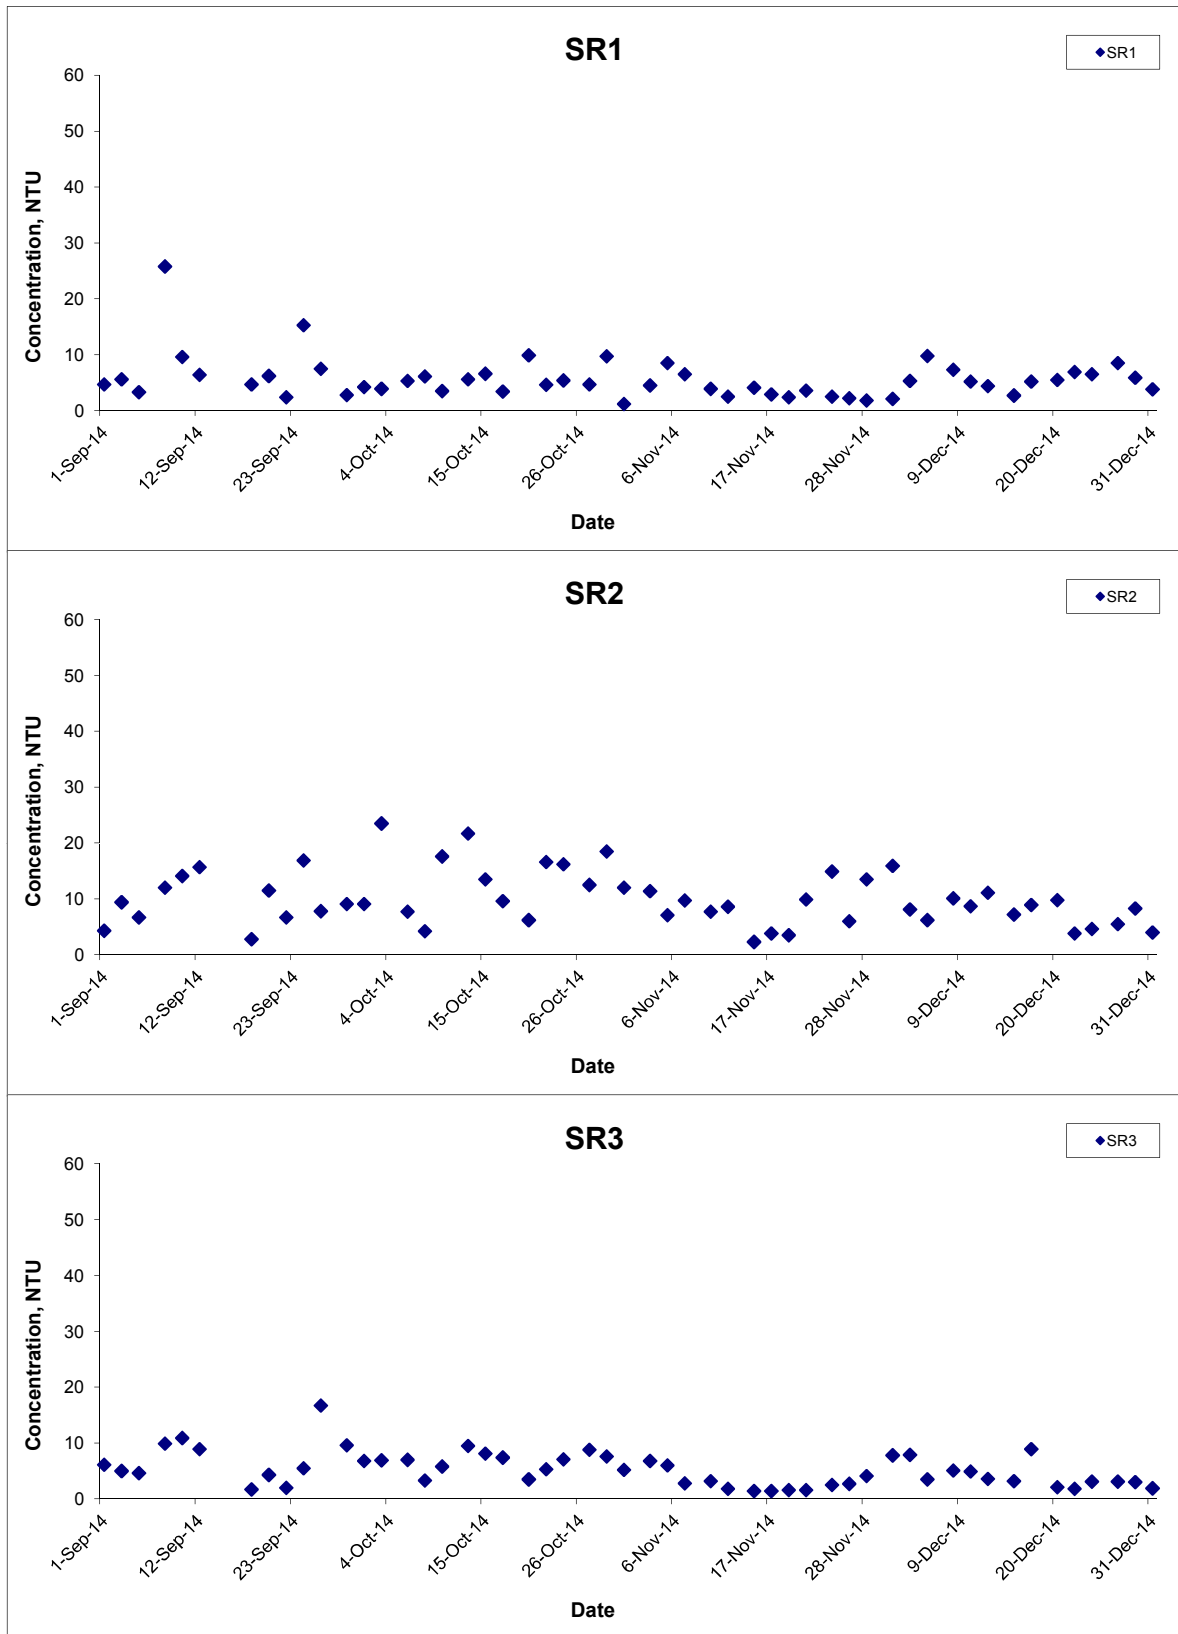 SR1
SR1
60
50
40
30
20
10
0
Concentration, NTU
1-Sep-14
12-Sep-14
23-Sep-14
4-Oct-14
15-Oct-14
26-Oct-14
6-Nov-14
17-Nov-14
28-Nov-14
9-Dec-14
20-Dec-14
31-Dec-14
Date
SR2
SR2
60
50
40
30
20
10
0
Concentration, NTU
1-Sep-14
12-Sep-14
23-Sep-14
4-Oct-14
15-Oct-14
26-Oct-14
6-Nov-14
17-Nov-14
28-Nov-14
9-Dec-14
20-Dec-14
31-Dec-14
Date
SR3
SR3
60
50
40
30
20
10
0
Concentration, NTU
1-Sep-14
12-Sep-14
23-Sep-14
4-Oct-14
15-Oct-14
26-Oct-14
6-Nov-14
17-Nov-14
28-Nov-14
9-Dec-14
20-Dec-14
31-Dec-14
Date